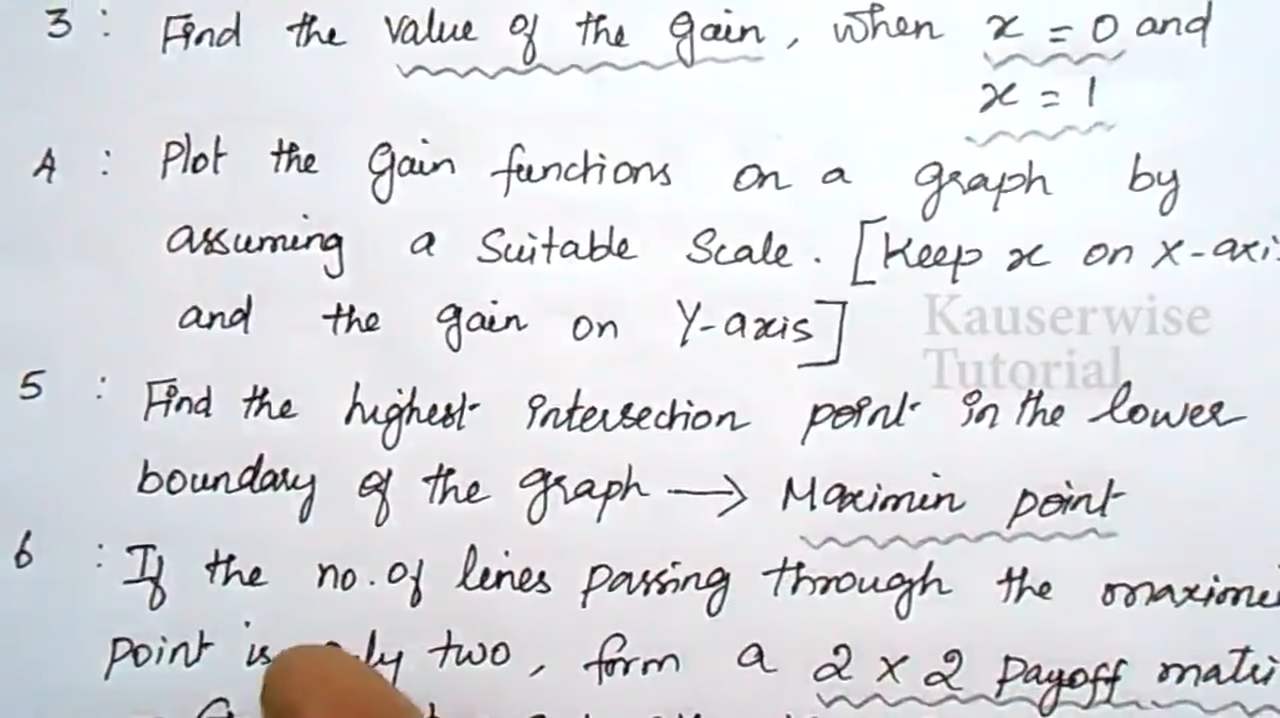 3 : Find the value of the gain, when x = 0 and
x = 1
4 : Plot the gain functions on a graph by
assuming a suitable scale. [Keep x on X-axi
and the gain on Y-axis]
Kauserwise
Tutorial
5 : Find the highest intersection point in the lower
boundary of the graph → Maximin point
6 : If the no. of lines passing through the maximi
point is only two, form a 2 x 2 payoff matri